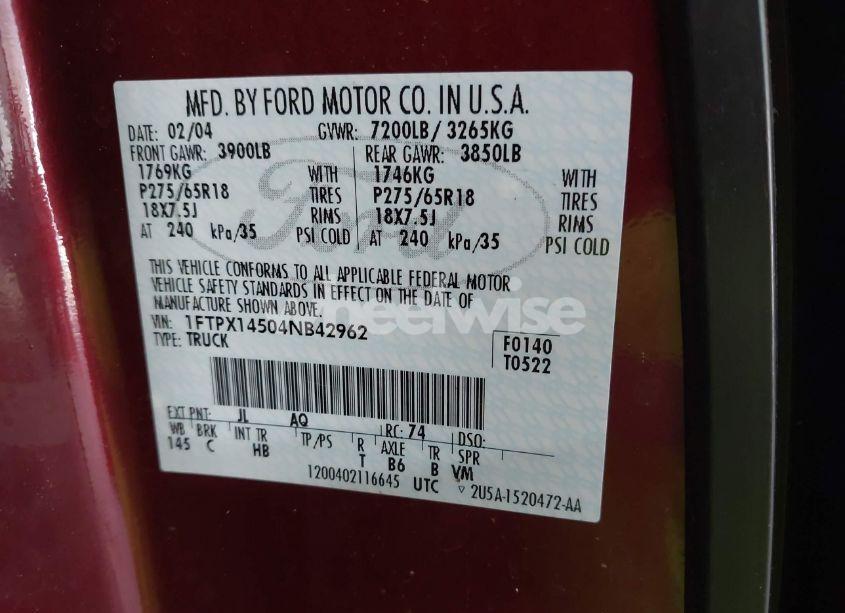 MFD. BY FORD MOTOR CO. IN U.S.A.
DATE: 02/04 GVWR: 7200LB / 3265KG
FRONT GAWR: 3900LB REAR GAWR: 3850LB
1769KG WITH 1746KG WITH
P275/65R18 TIRES P275/65R18 TIRES
18X7.5J RIMS 18X7.5J RIMS
AT 240 kPa/35 PSI COLD AT 240 kPa/35 PSI COLD
Ford
THIS VEHICLE CONFORMS TO ALL APPLICABLE FEDERAL MOTOR
VEHICLE SAFETY STANDARDS IN EFFECT ON THE DATE OF
MANUFACTURE SHOWN ABOVE.
VIN: 1FTPX14504NB42962
TYPE: TRUCK
F0140
T0522
EXT PNT: JL AQ RC: 74 DSO:
WB BRK INT TR TP/PS R AXLE TR SPR
145 C HB T B6 B VM
1200402116645 UTC ▽ 2U5A-1520472-AA